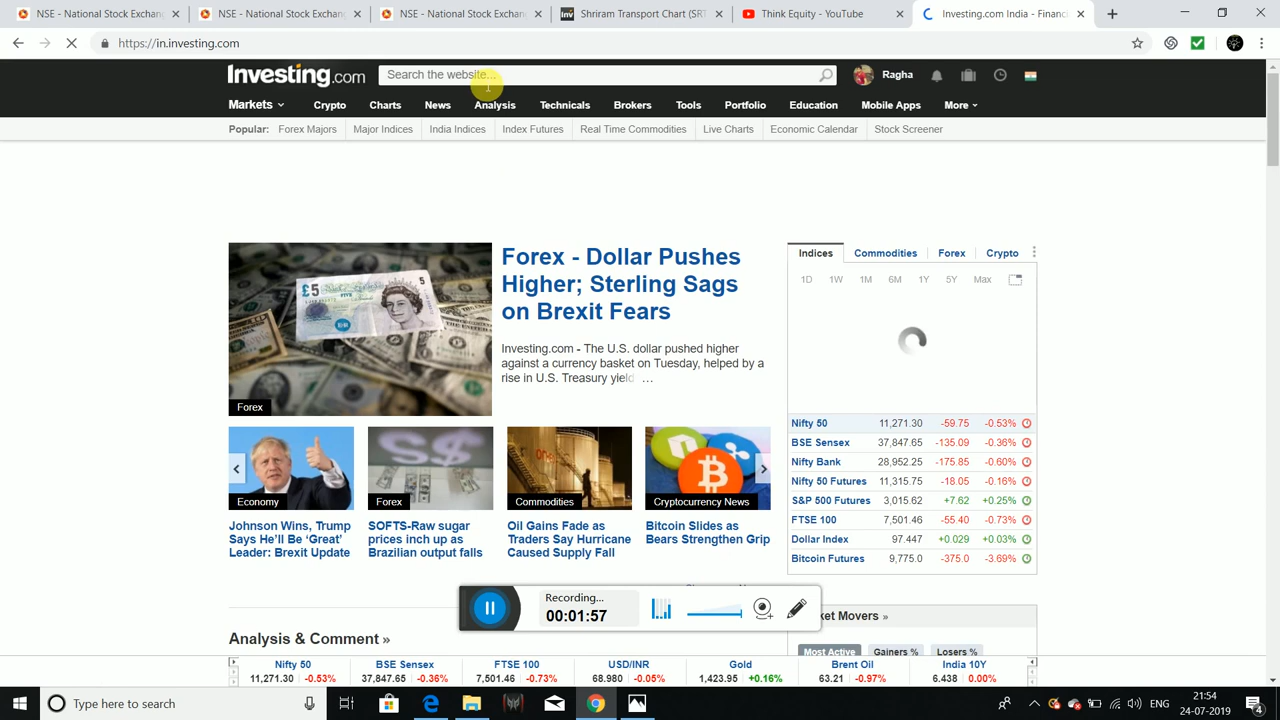 NSE - National Stock Exchan
NSE - National Stock Exchan
NSE - National Stock Exchan
Inv
Shriram Transport Chart (SRT
Think Equity - YouTube
Investing.com India - Financ
https://in.investing.com
Investing.com
Search the website...
Ragha
Markets
Crypto
Charts
News
Analysis
Technicals
Brokers
Tools
Portfolio
Education
Mobile Apps
More
Popular:
Forex Majors
Major Indices
India Indices
Index Futures
Real Time Commodities
Live Charts
Economic Calendar
Stock Screener
Forex
Forex - Dollar Pushes
Higher; Sterling Sags
on Brexit Fears
Investing.com - The U.S. dollar pushed higher
against a currency basket on Tuesday, helped by a
rise in U.S. Treasury yield ...
Economy
Johnson Wins, Trump
Says He'll Be 'Great'
Leader: Brexit Update
Forex
SOFTS-Raw sugar
prices inch up as
Brazilian output falls
Commodities
Oil Gains Fade as
Traders Say Hurricane
Caused Supply Fall
Cryptocurrency News
Bitcoin Slides as
Bears Strengthen Grip
Indices
Commodities
Forex
Crypto
1D 1W 1M 6M 1Y 5Y Max
Nifty 50 11,271.30 -59.75 -0.53%
BSE Sensex 37,847.65 -135.09 -0.36%
Nifty Bank 28,952.25 -175.85 -0.60%
Nifty 50 Futures 11,315.75 -18.05 -0.16%
S&P 500 Futures 3,015.62 +7.62 +0.25%
FTSE 100 7,501.46 -55.40 -0.73%
Dollar Index 97.447 +0.029 +0.03%
Bitcoin Futures 9,775.0 -375.0 -3.69%
Recording...
00:01:57
Movers »
Most Active
Gainers %
Losers %
Analysis & Comment »
Nifty 50
11,271.30 -0.53%
BSE Sensex
37,847.65 -0.36%
FTSE 100
7,501.46 -0.73%
USD/INR
68.980 -0.05%
Gold
1,423.95 +0.16%
Brent Oil
63.21 -0.97%
India 10Y
6.438 0.00%
Type here to search
ENG
21:54
24-07-2019
4